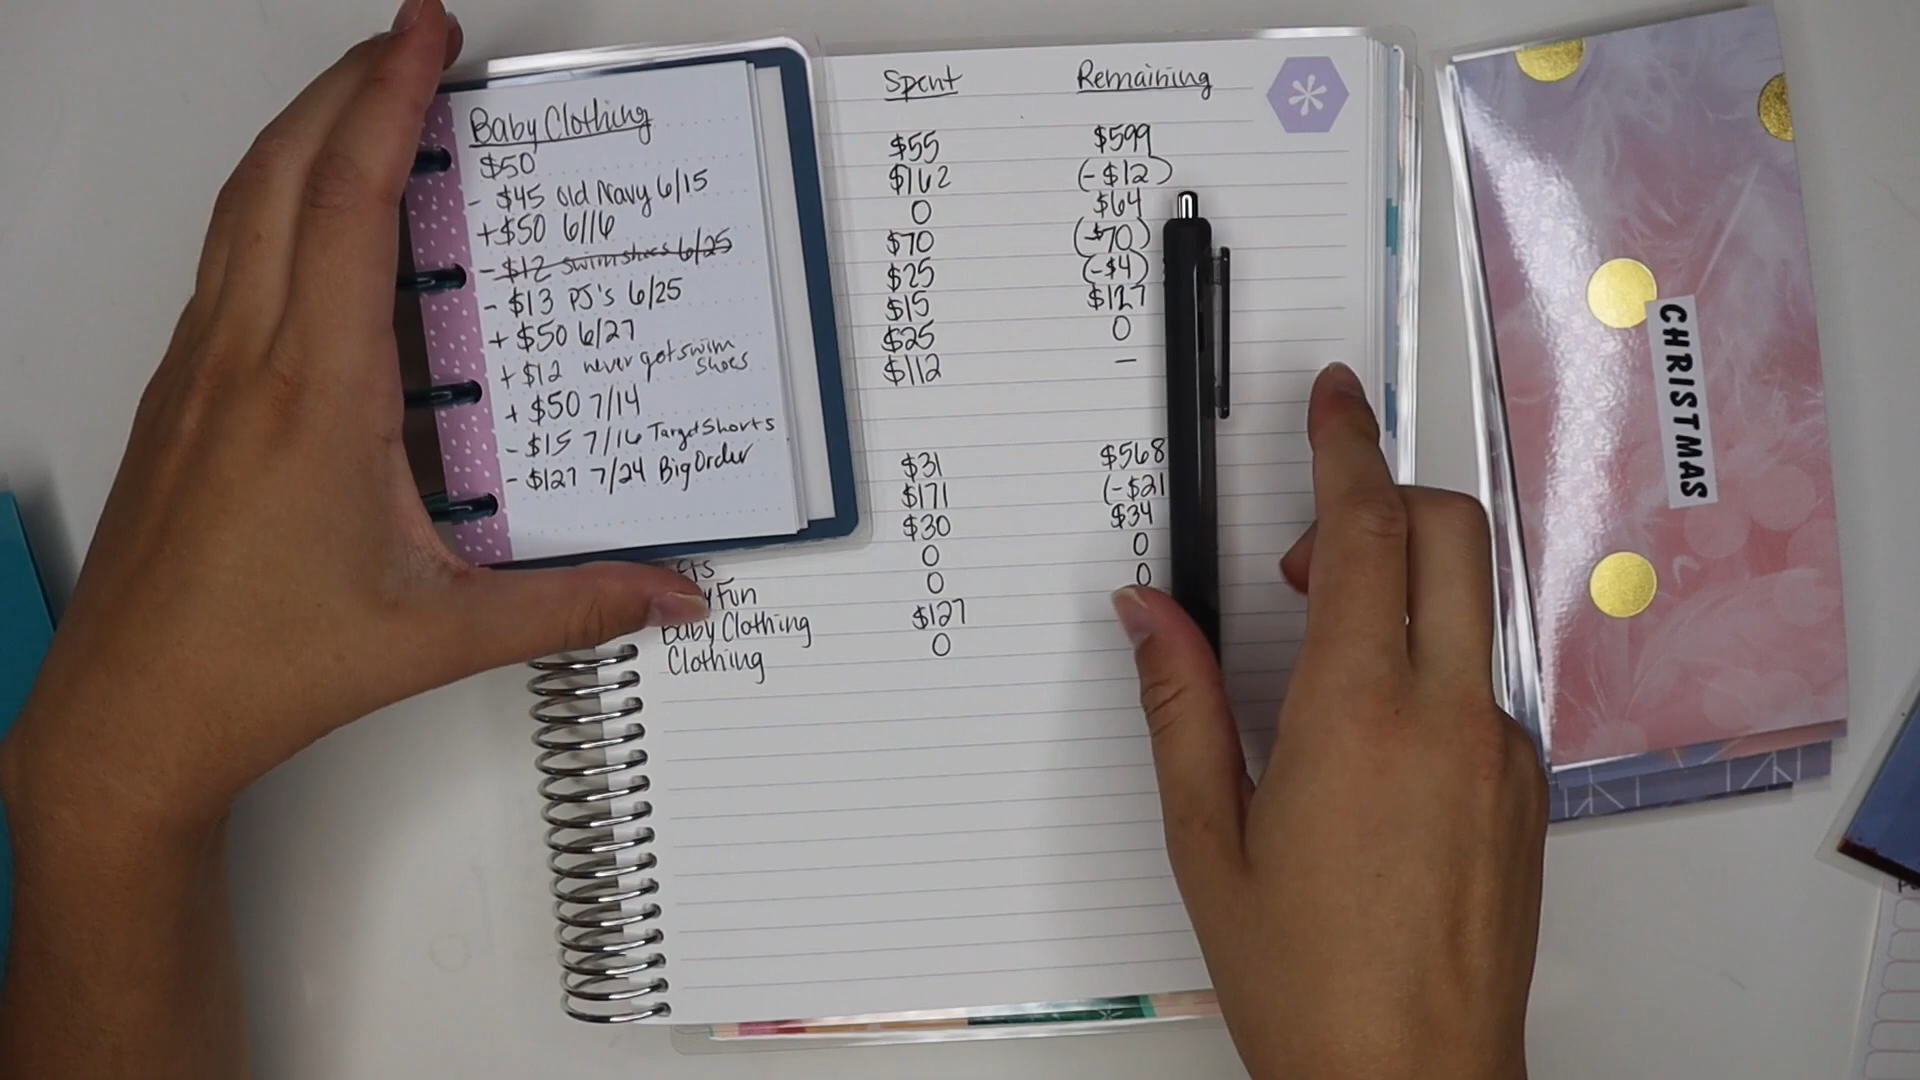 Baby Clothing
$50
- $45 Old Navy 6/15
+$50 6/16
- $12 swim shoes 6/25
- $13 PJ's 6/25
+ $50 6/27
+ $12 never got swim
shoes
+ $50 7/14
- $15 7/16 Target Shorts
- $127 7/24 Big Order
Spent Remaining
$55 $599
$162 (-$12)
0 $64
$70 (-$70)
$25 (-$4)
$15 $127
$25 0
$112 —
$31 $568
$171 (-$21
$30 $34
0 0
Fun 0 0
Baby Clothing $127
Clothing 0
CHRISTMAS